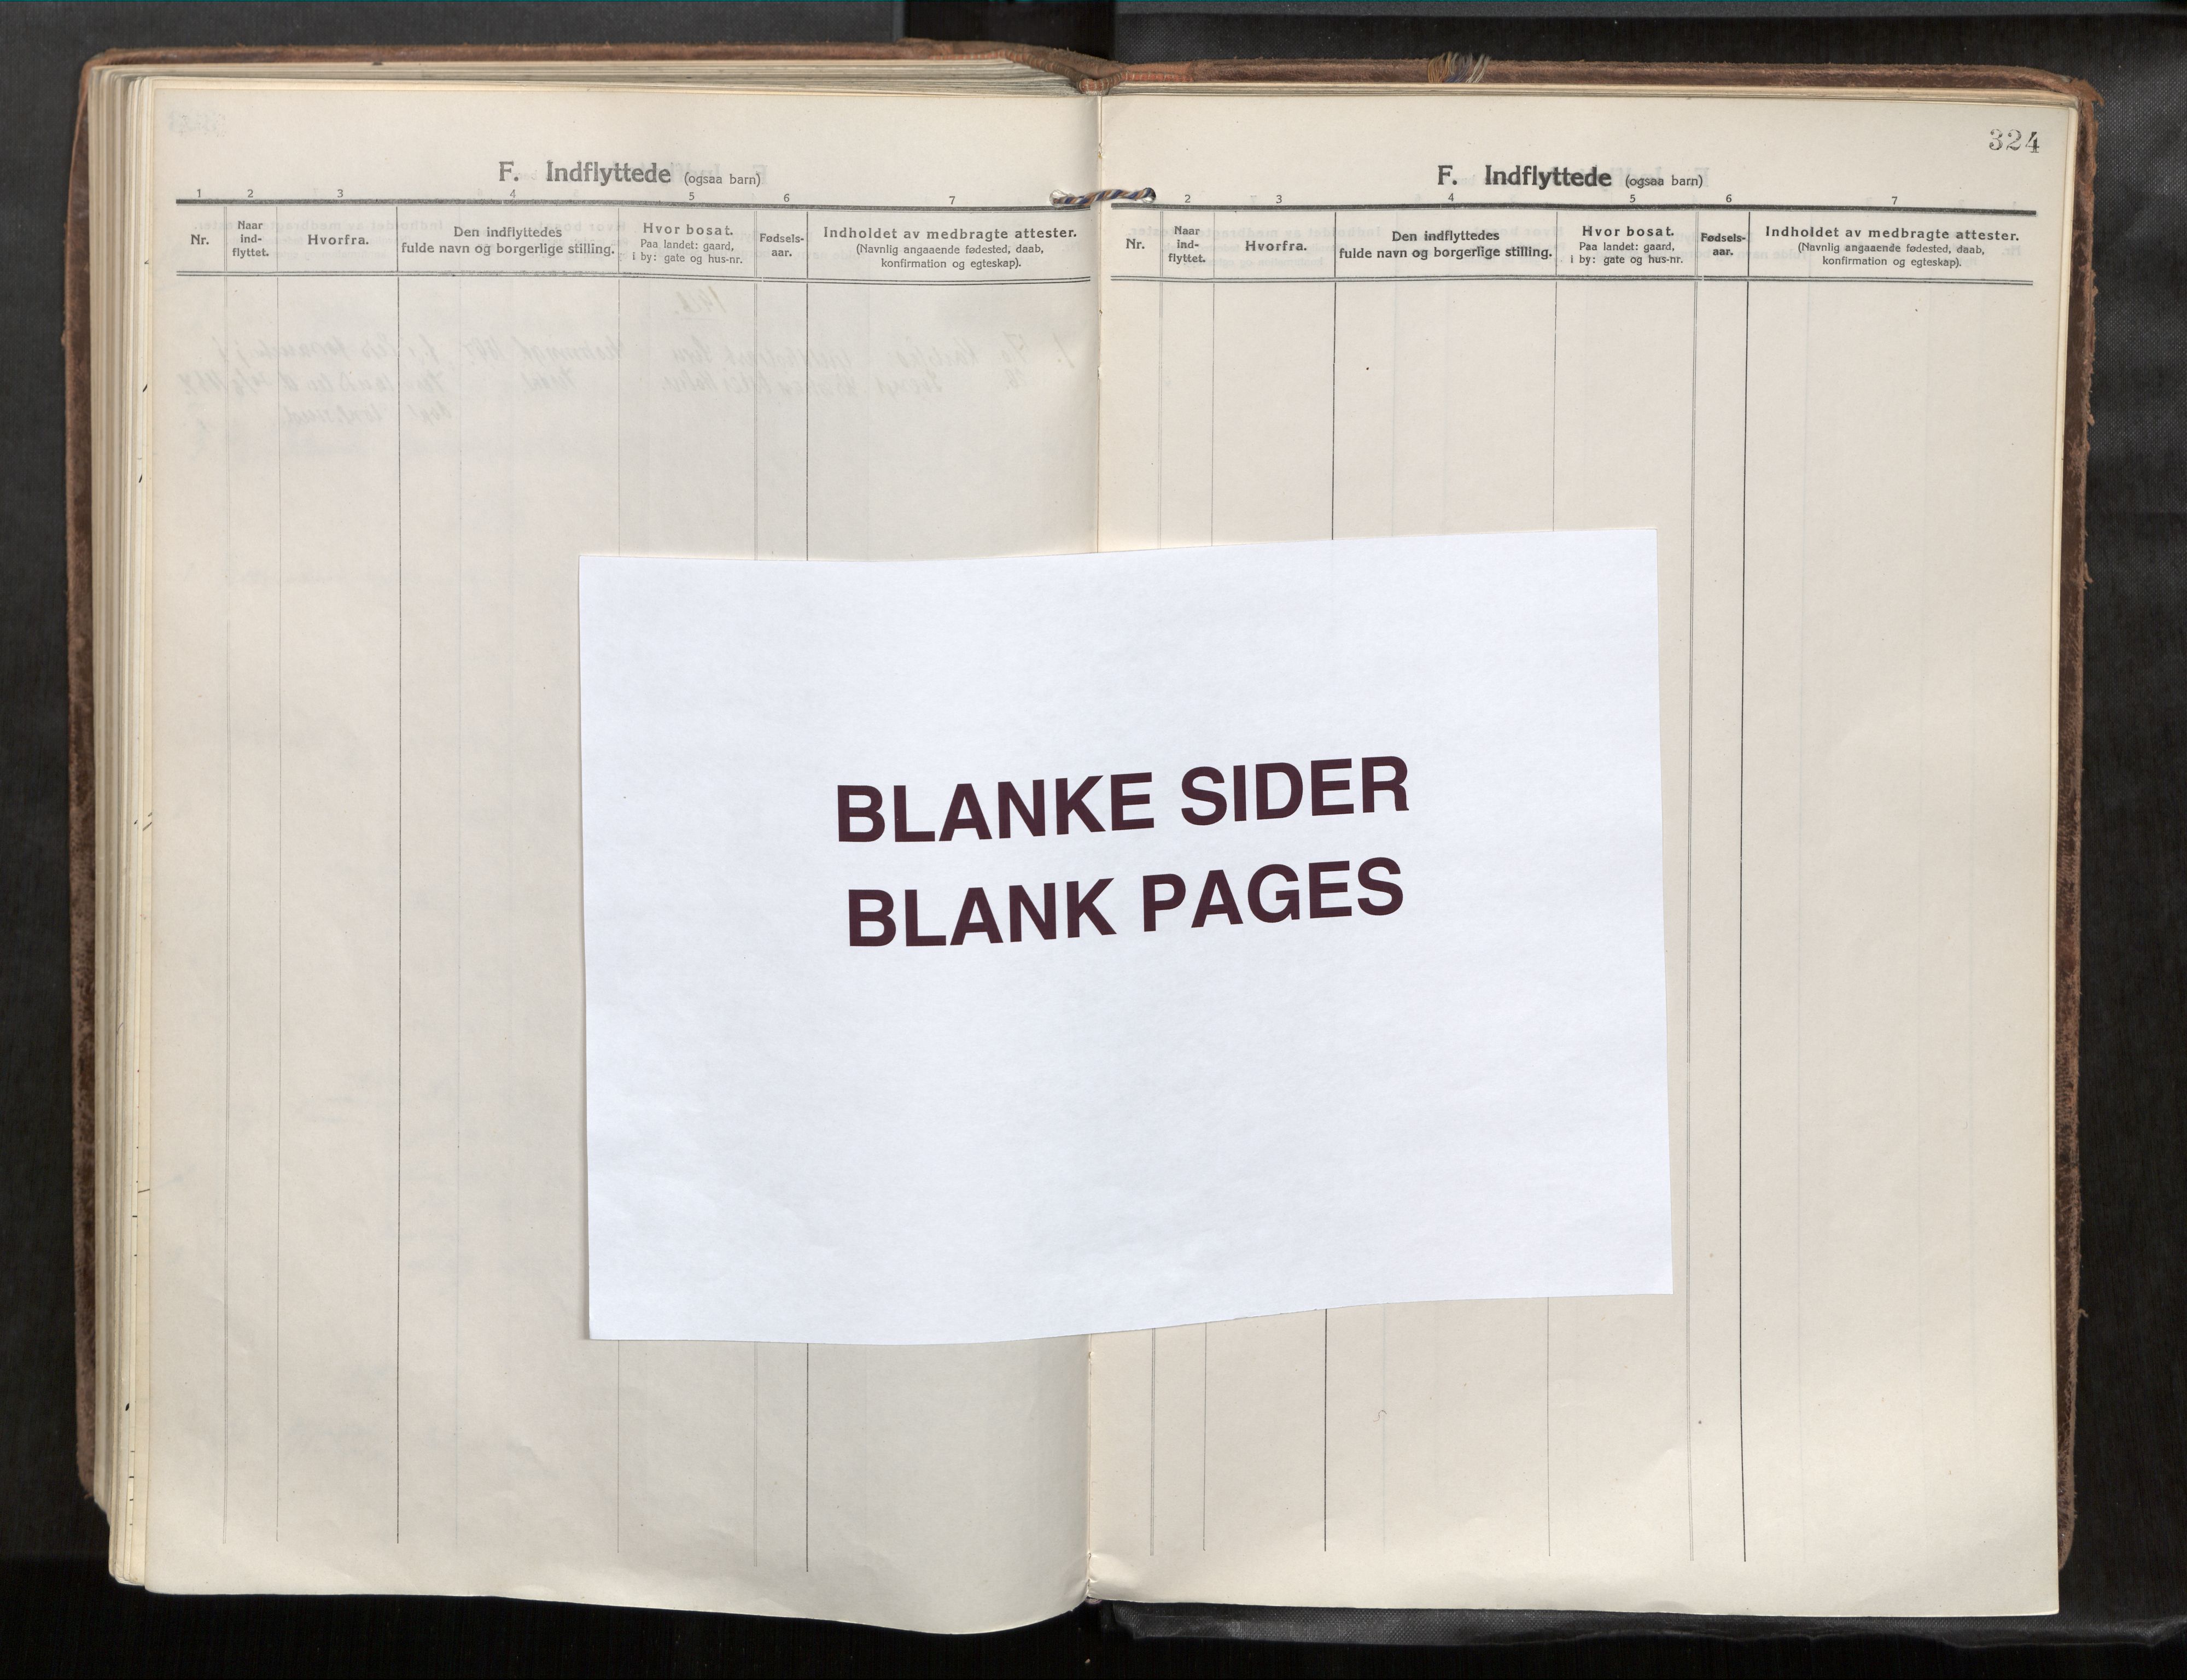 F. Indflyttede (ogsaa barn)
1 2 3 4 5 6 7
Nr.
Naar
ind-
flyttet.
Hvorfra.
Den indflyttedes
fulde navn og borgerlige stilling.
Hvor bosat.
Paa landet: gaard,
i by: gate og hus-nr.
Fødsels-
aar.
Indholdet av medbragte attester.
(Navnlig angaaende fødested, daab,
konfirmation og egteskap).
324
F. Indflyttede (ogsaa barn)
2 3 4 5 6 7
Nr.
Naar
ind-
flyttet.
Hvorfra.
Den indflyttedes
fulde navn og borgerlige stilling.
Hvor bosat.
Paa landet: gaard,
i by: gate og hus-nr.
Fødsels-
aar.
Indholdet av medbragte attester.
(Navnlig angaaende fødested, daab,
konfirmation og egteskap).
BLANKE SIDER
BLANK PAGES